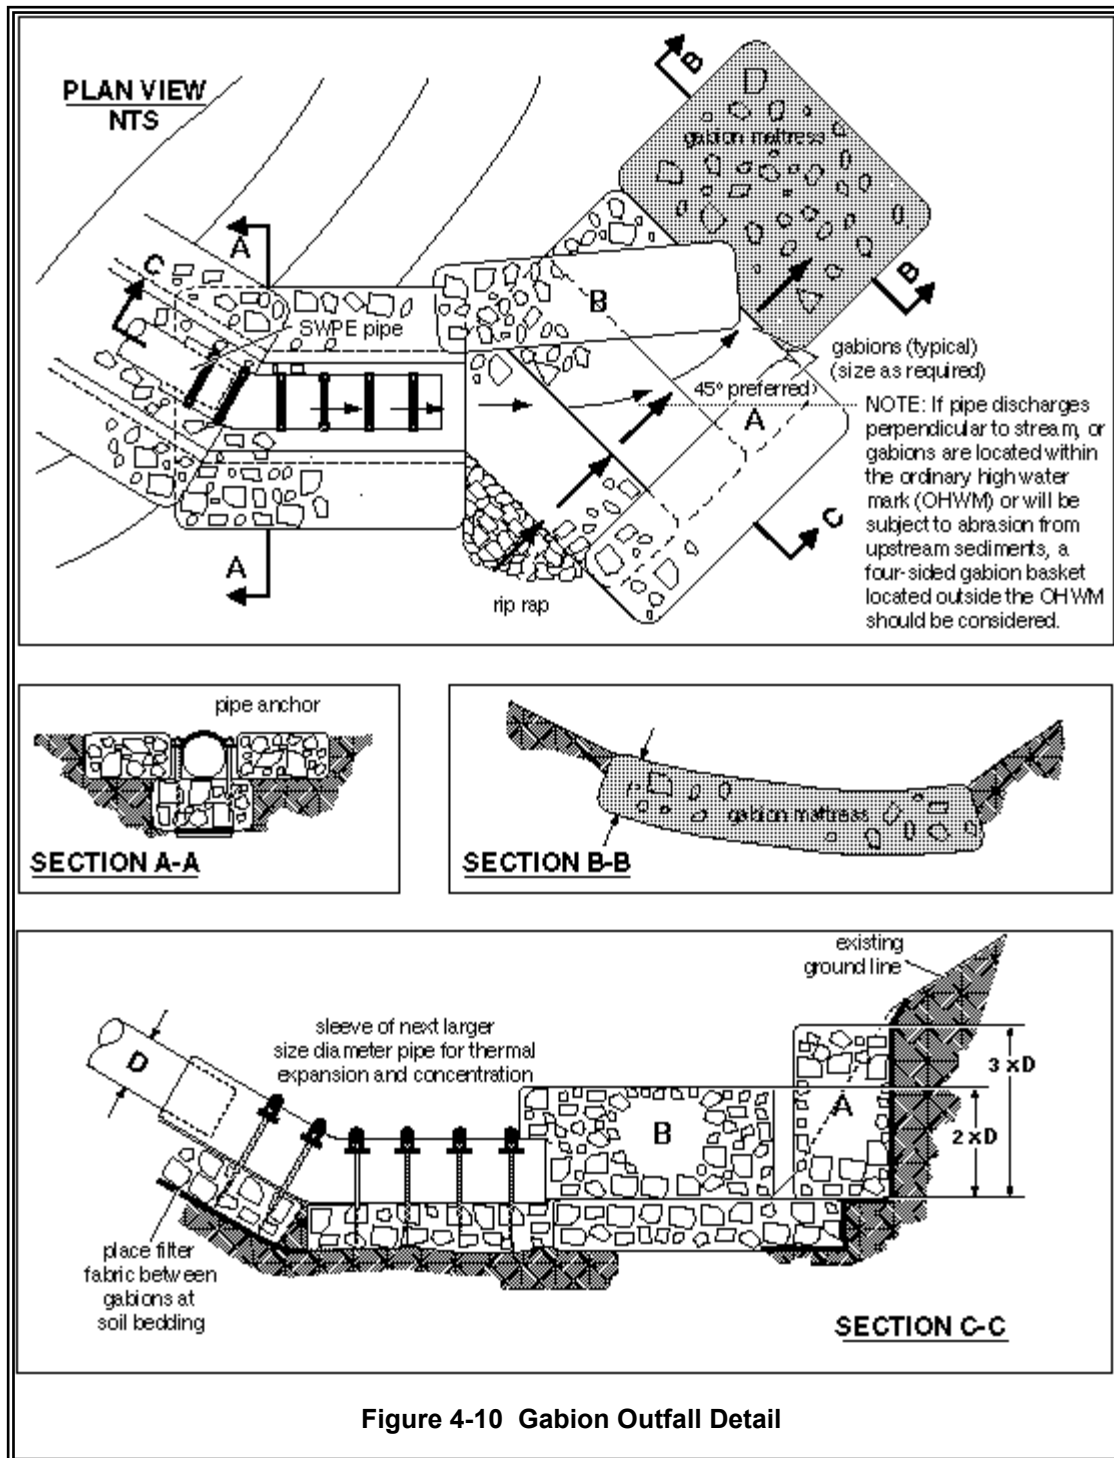 PLAN VIEW
NTS
B
D
gabion mattress
A
C
SWPE pipe
B
B
gabions (typical)
(size as required)
45° preferred
A
NOTE: If pipe discharges
perpendicular to stream, or
gabions are located within
the ordinary high water
mark (OHWM) or will be
subject to abrasion from
upstream sediments, a
four-sided gabion basket
located outside the OHWM
should be considered.
C
A
rip rap
pipe anchor
SECTION A-A
gabion mattress
SECTION B-B
existing
ground line
sleeve of next larger
size diameter pipe for thermal
expansion and concentration
D
3 x D
A
B
2 x D
place filter
fabric between
gabions at
soil bedding
SECTION C-C
Figure 4-10 Gabion Outfall Detail